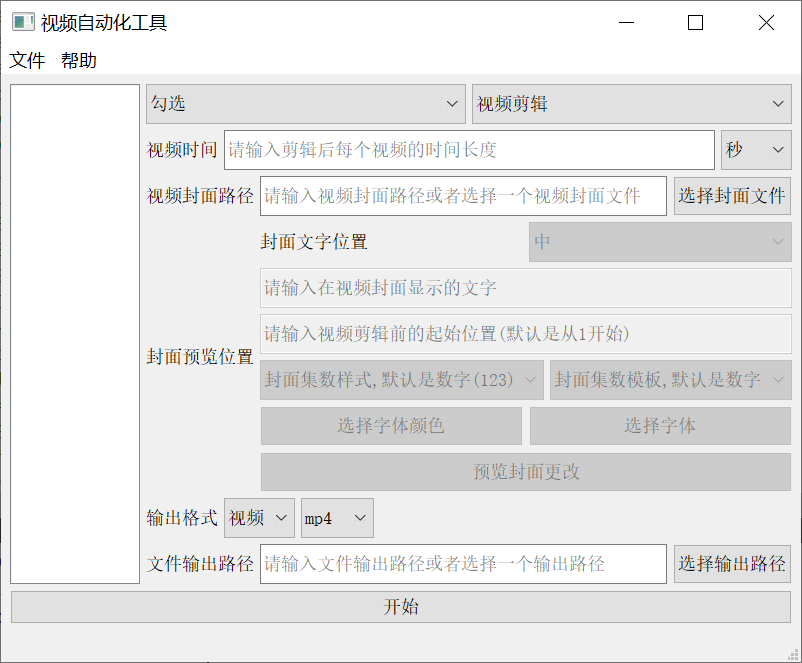 视频自动化工具
文件 帮助
勾选 视频剪辑
视频时间 请输入剪辑后每个视频的时间长度 秒
视频封面路径 请输入视频封面路径或者选择一个视频封面文件 选择封面文件
封面文字位置 中
请输入在视频封面显示的文字
请输入视频剪辑前的起始位置(默认是从1开始)
封面预览位置
封面集数样式,默认是数字(123) 封面集数模板,默认是数字
选择字体颜色 选择字体
预览封面更改
输出格式 视频 mp4
文件输出路径 请输入文件输出路径或者选择一个输出路径 选择输出路径
开始